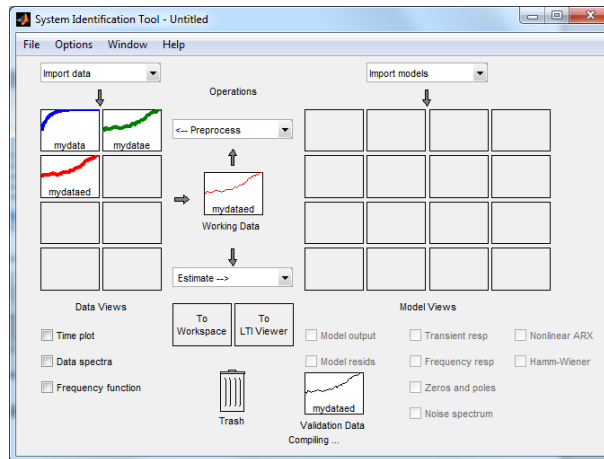 System Identification Tool - Untitled
File Options Window Help
Import data
Import models
Operations
<-- Preprocess
mydata
mydatae
mydataed
mydataed
Working Data
Estimate -->
Data Views
Time plot
Data spectra
Frequency function
To Workspace
To LTI Viewer
Trash
Model Views
Model output
Transient resp
Nonlinear ARX
Model resids
Frequency resp
Hamm-Wiener
Zeros and poles
Noise spectrum
mydataed
Validation Data
Compiling ...